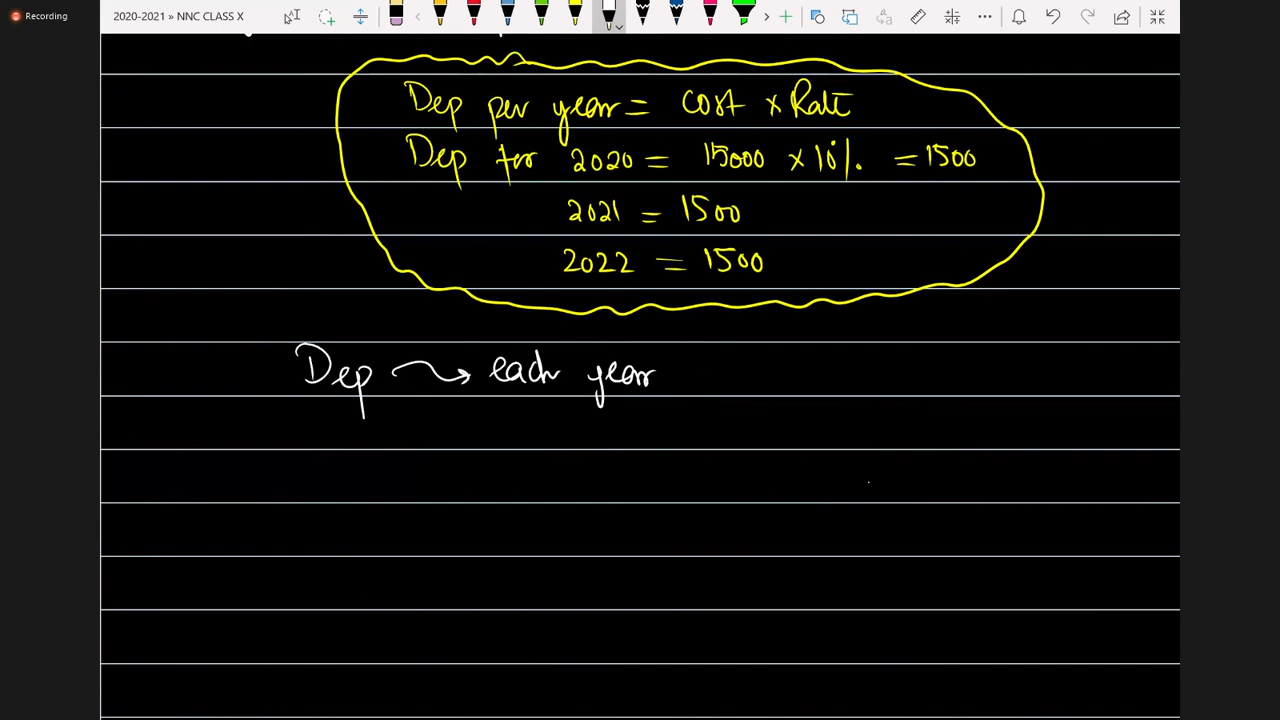 Recording
2020-2021 » NNC CLASS X
Dep per year = cost × Rate
Dep for 2020 = 15000 × 10% = 1500
2021 = 1500
2022 = 1500
Dep → each year